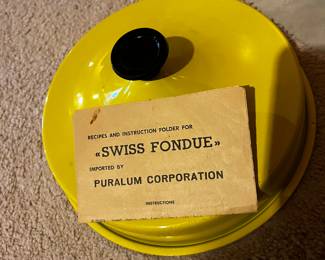 RECIPES AND INSTRUCTION FOLDER FOR
«SWISS FONDUE»
IMPORTED BY
PURALUM CORPORATION
INSTRUCTIONS